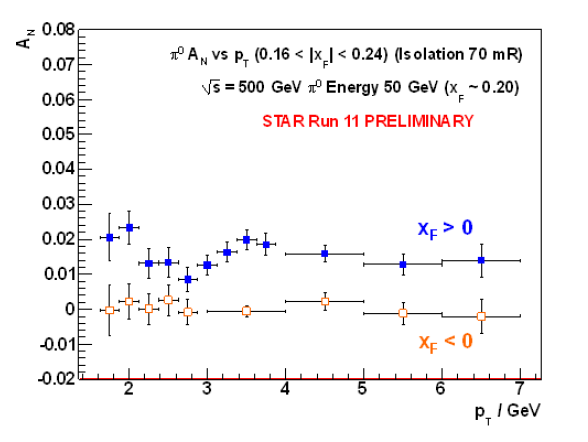 A_N
0.08
π⁰ A_N vs p_T (0.16 < |x_F| < 0.24) (Isolation 70 mR)
0.07
√s = 500 GeV π⁰ Energy 50 GeV (x_F ~ 0.20)
0.06
STAR Run 11 PRELIMINARY
0.05
0.04
0.03
x_F > 0
0.02
0.01
0
-0.01
x_F < 0
-0.02
2 3 4 5 6 7
p_T / GeV